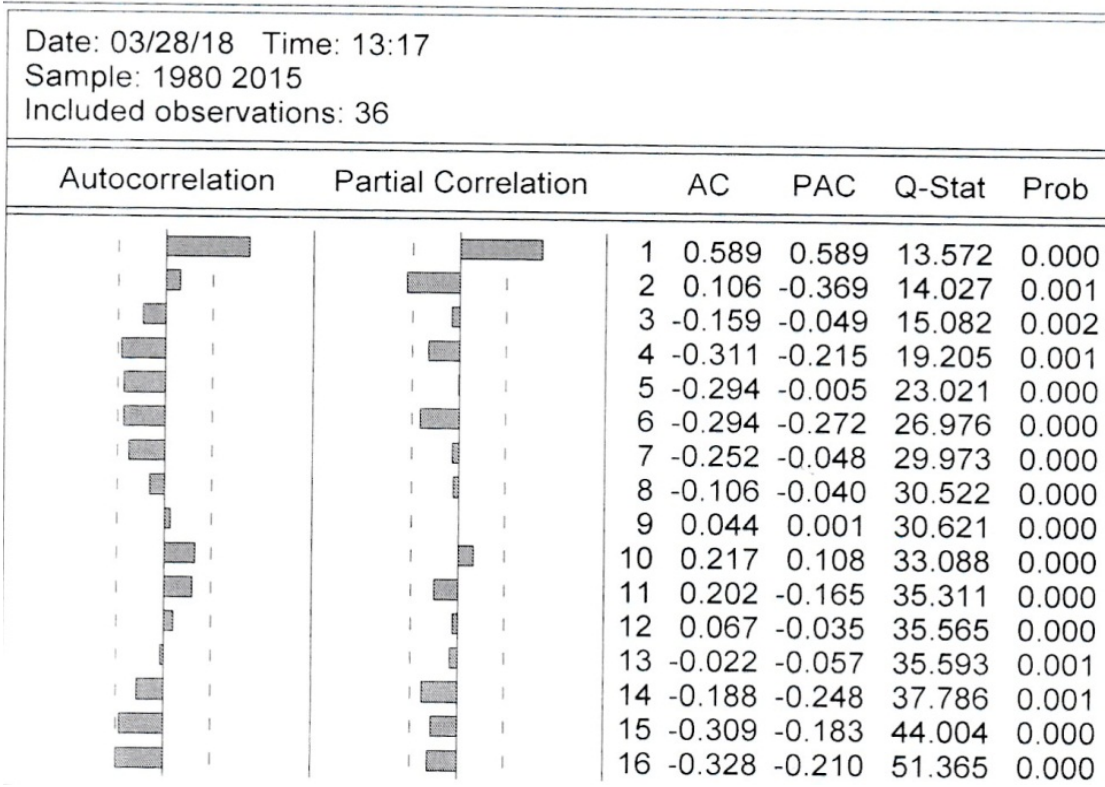 Date: 03/28/18 Time: 13:17
Sample: 1980 2015
Included observations: 36
Autocorrelation Partial Correlation AC PAC Q-Stat Prob
1 0.589 0.589 13.572 0.000
2 0.106 -0.369 14.027 0.001
3 -0.159 -0.049 15.082 0.002
4 -0.311 -0.215 19.205 0.001
5 -0.294 -0.005 23.021 0.000
6 -0.294 -0.272 26.976 0.000
7 -0.252 -0.048 29.973 0.000
8 -0.106 -0.040 30.522 0.000
9 0.044 0.001 30.621 0.000
10 0.217 0.108 33.088 0.000
11 0.202 -0.165 35.311 0.000
12 0.067 -0.035 35.565 0.000
13 -0.022 -0.057 35.593 0.001
14 -0.188 -0.248 37.786 0.001
15 -0.309 -0.183 44.004 0.000
16 -0.328 -0.210 51.365 0.000